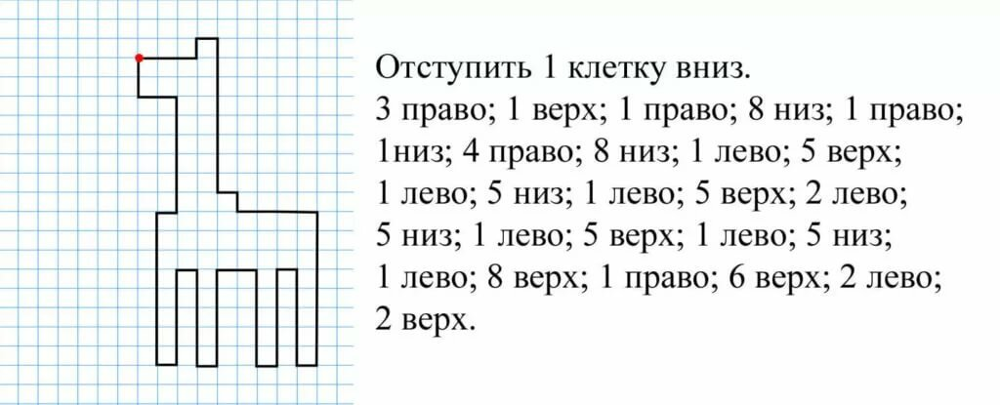 Отступить 1 клетку вниз.
3 право; 1 верх; 1 право; 8 низ; 1 право;
1низ; 4 право; 8 низ; 1 лево; 5 верх;
1 лево; 5 низ; 1 лево; 5 верх; 2 лево;
5 низ; 1 лево; 5 верх; 1 лево; 5 низ;
1 лево; 8 верх; 1 право; 6 верх; 2 лево;
2 верх.